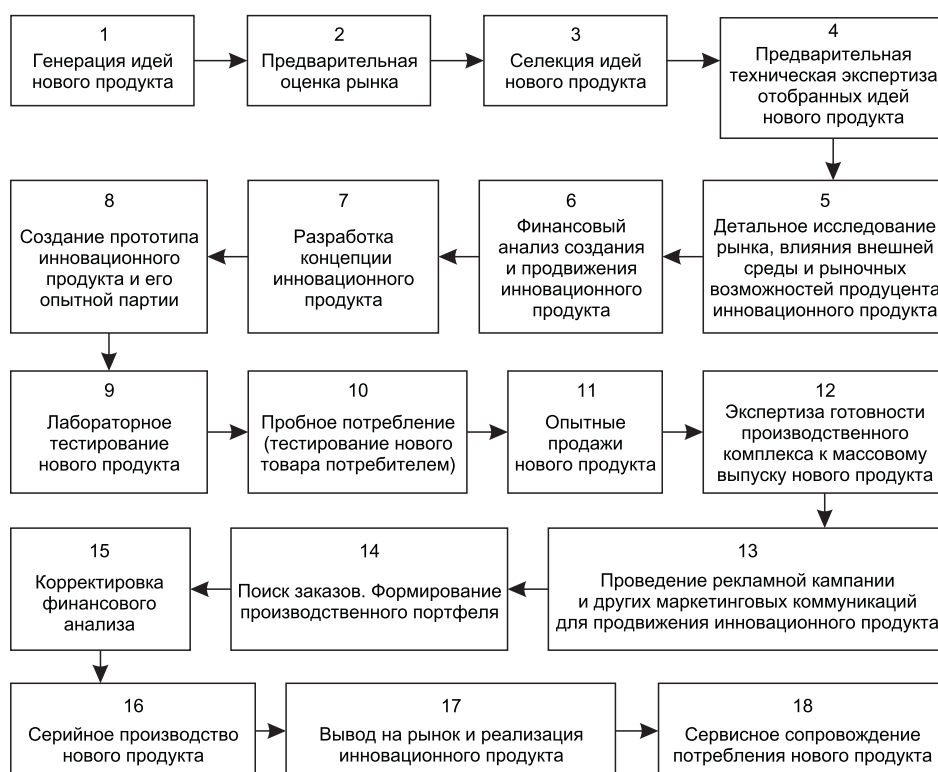 1
Генерация идей
нового продукта
2
Предварительная
оценка рынка
3
Селекция идей
нового продукта
4
Предварительная
техническая экспертиза
отобранных идей
нового продукта
5
Детальное исследование
рынка, влияния внешней
среды и рыночных
возможностей продуцента
инновационного продукта
6
Финансовый
анализ создания
и продвижения
инновационного
продукта
7
Разработка
концепции
инновационного
продукта
8
Создание прототипа
инновационного
продукта и его
опытной партии
9
Лабораторное
тестирование
нового продукта
10
Пробное потребление
(тестирование нового
товара потребителем)
11
Опытные
продажи
нового продукта
12
Экспертиза готовности
производственного
комплекса к массовому
выпуску нового продукта
13
Проведение рекламной кампании
и других маркетинговых коммуникаций
для продвижения инновационного продукта
14
Поиск заказов. Формирование
производственного портфеля
15
Корректировка
финансового
анализа
16
Серийное производство
нового продукта
17
Вывод на рынок и реализация
инновационного продукта
18
Сервисное сопровождение
потребления нового продукта